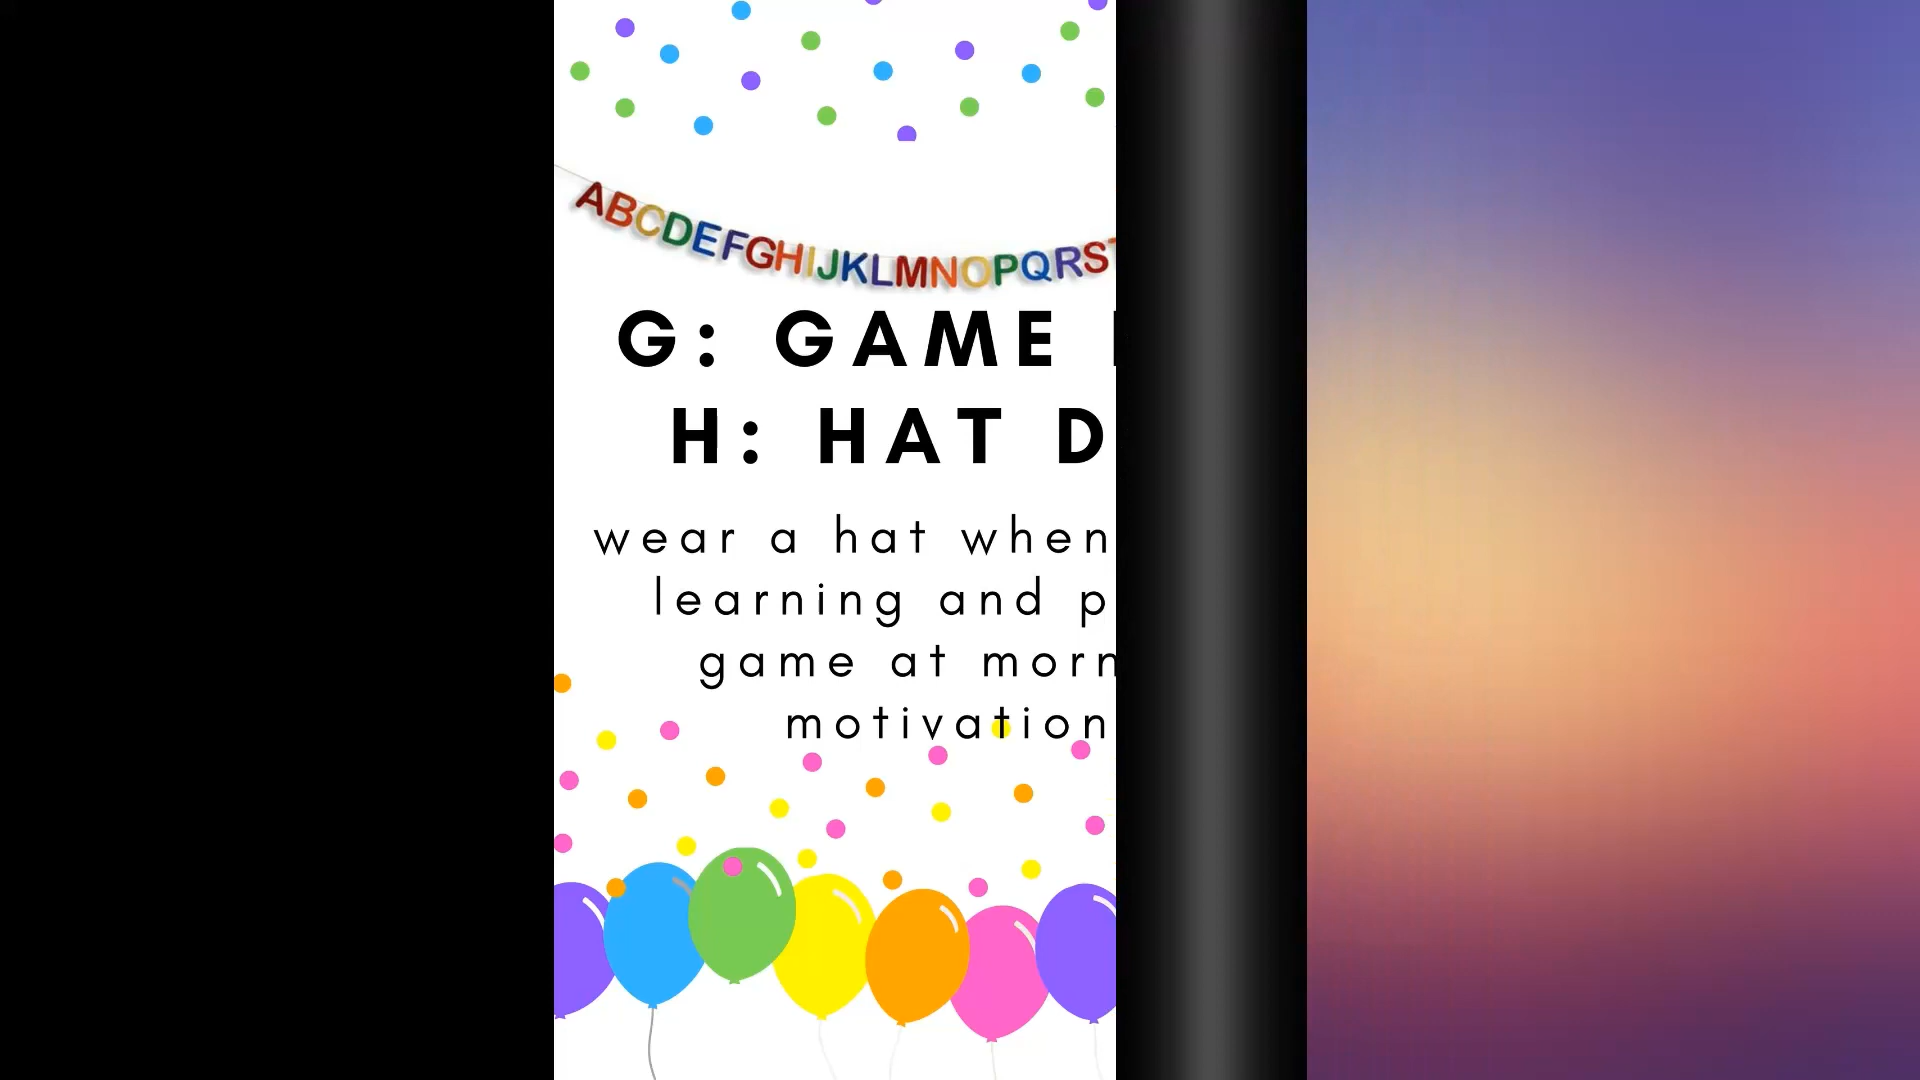 ABCDEFGHIJKLMNOPQRS
G: GAME
H: HAT D
wear a hat when
learning and p
game at morn
motivation